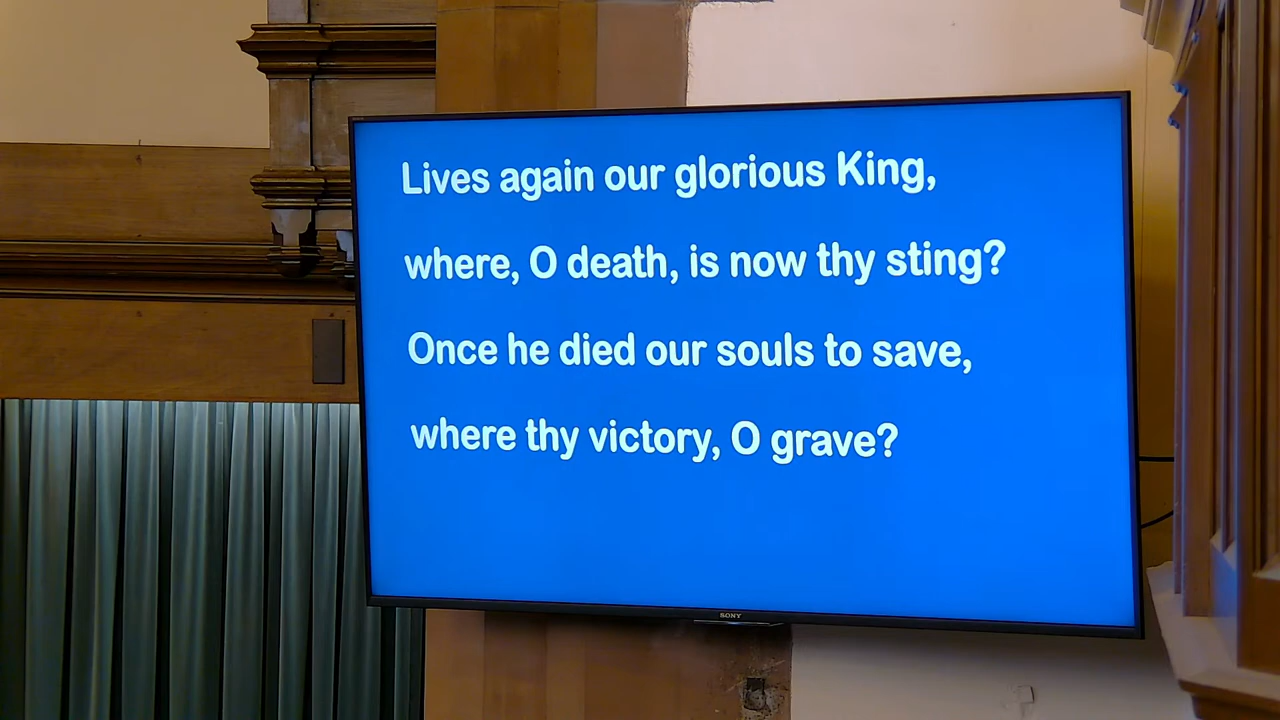 Lives again our glorious King,
where, O death, is now thy sting?
Once he died our souls to save,
where thy victory, O grave?
SONY